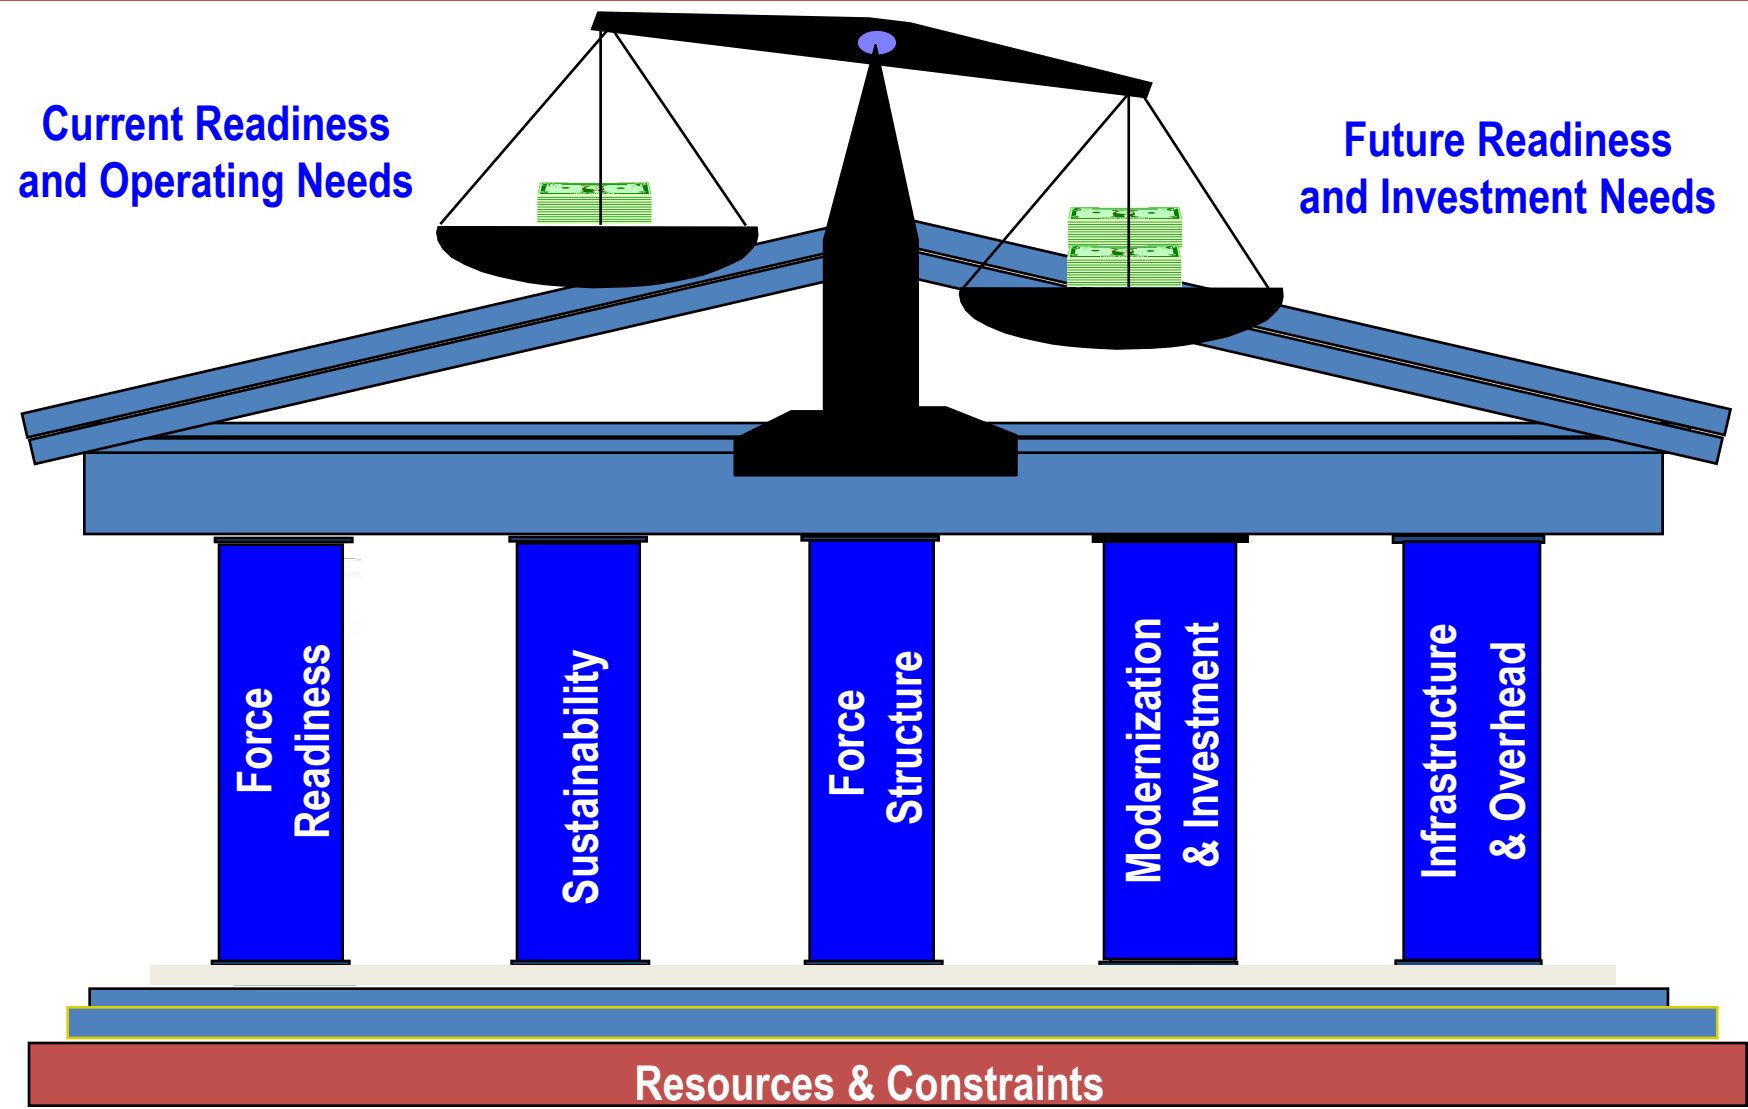 Current Readiness
and Operating Needs
Future Readiness
and Investment Needs
Force
Readiness
Sustainability
Force
Structure
Modernization
& Investment
Infrastructure
& Overhead
Resources & Constraints